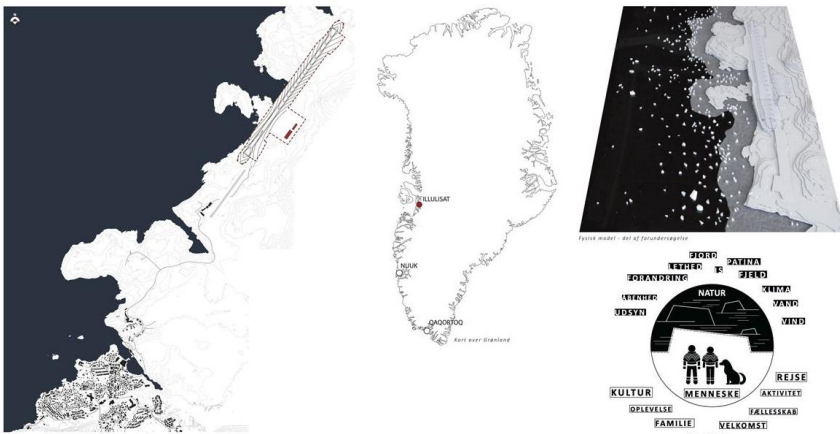 ILLULISAT
NUUK
QAQORTOQ
Kort over Grønland
Fysisk model - del af forundersøgelse
FJORD
LETHED
IS
PATINA
FORANDRING
FJELD
ÅBENHED
KLIMA
UDSYN
VAND
VIND
NATUR
MENNESKE
KULTUR
REJSE
OPLEVELSE
AKTIVITET
FAMILIE
FÆLLESSKAB
VELKOMST